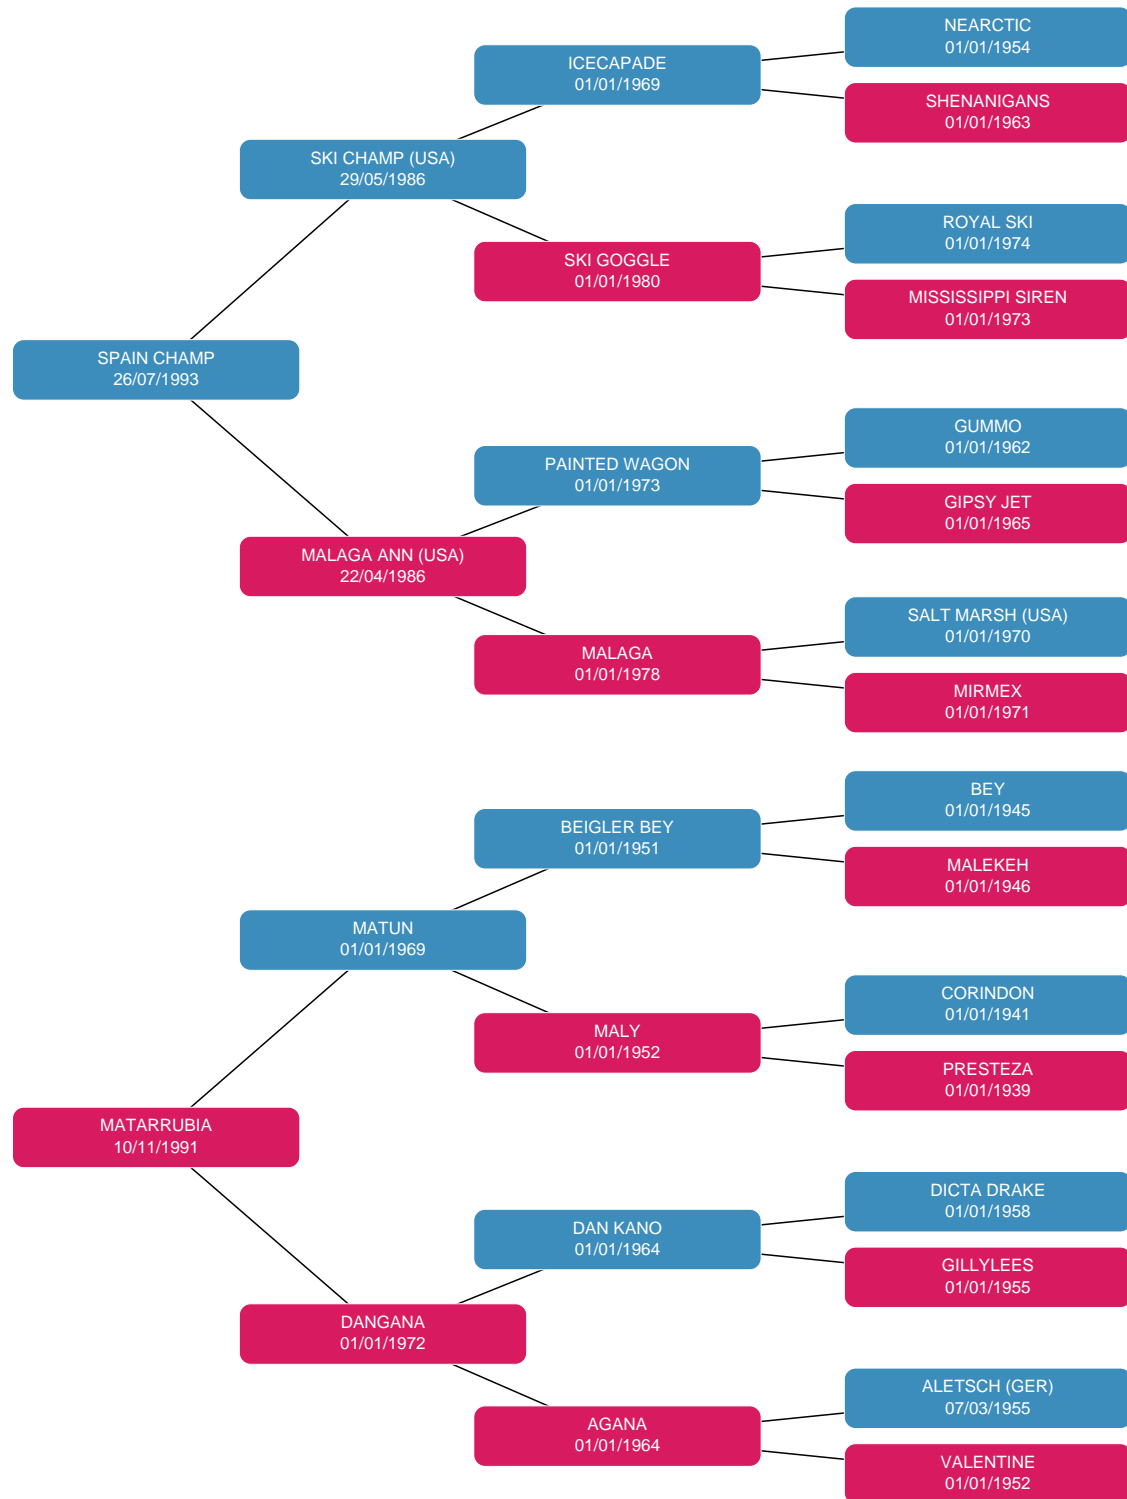 NEARCTIC
01/01/1954
ICECAPADE
01/01/1969
SHENANIGANS
01/01/1963
SKI CHAMP (USA)
29/05/1986
ROYAL SKI
01/01/1974
SKI GOGGLE
01/01/1980
MISSISSIPPI SIREN
01/01/1973
SPAIN CHAMP
26/07/1993
GUMMO
01/01/1962
PAINTED WAGON
01/01/1973
GIPSY JET
01/01/1965
MALAGA ANN (USA)
22/04/1986
SALT MARSH (USA)
01/01/1970
MALAGA
01/01/1978
MIRMEX
01/01/1971
BEY
01/01/1945
BEIGLER BEY
01/01/1951
MALEKEH
01/01/1946
MATUN
01/01/1969
CORINDON
01/01/1941
MALY
01/01/1952
PRESTEZA
01/01/1939
MATARRUBIA
10/11/1991
DICTA DRAKE
01/01/1958
DAN KANO
01/01/1964
GILLYLEES
01/01/1955
DANGANA
01/01/1972
ALETSCH (GER)
07/03/1955
AGANA
01/01/1964
VALENTINE
01/01/1952